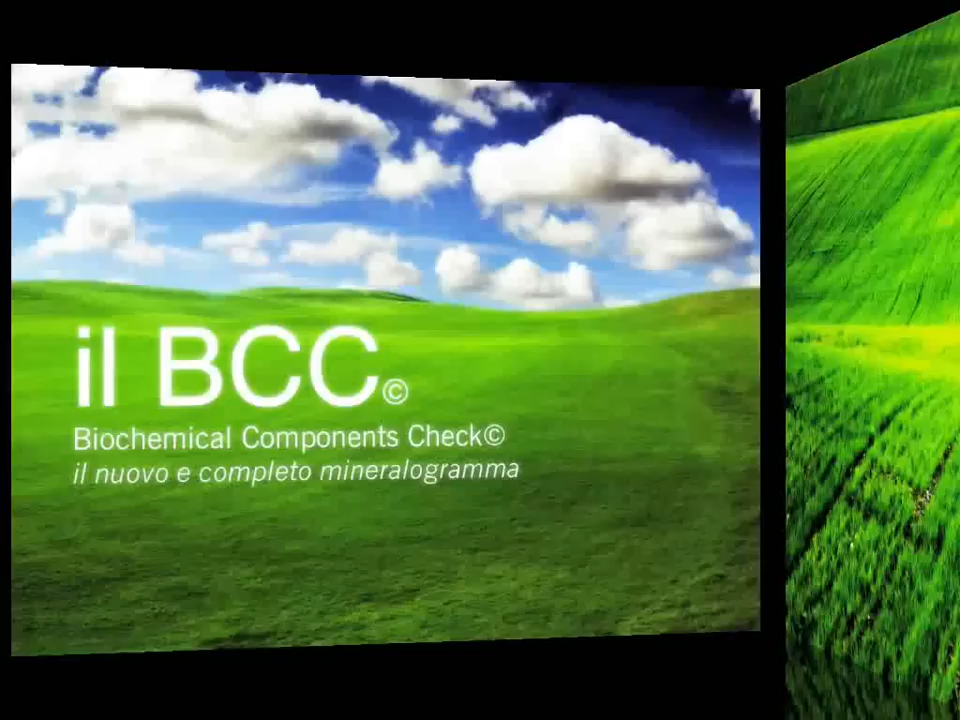 il BCC©
Biochemical Components Check©
il nuovo e completo mineralogramma